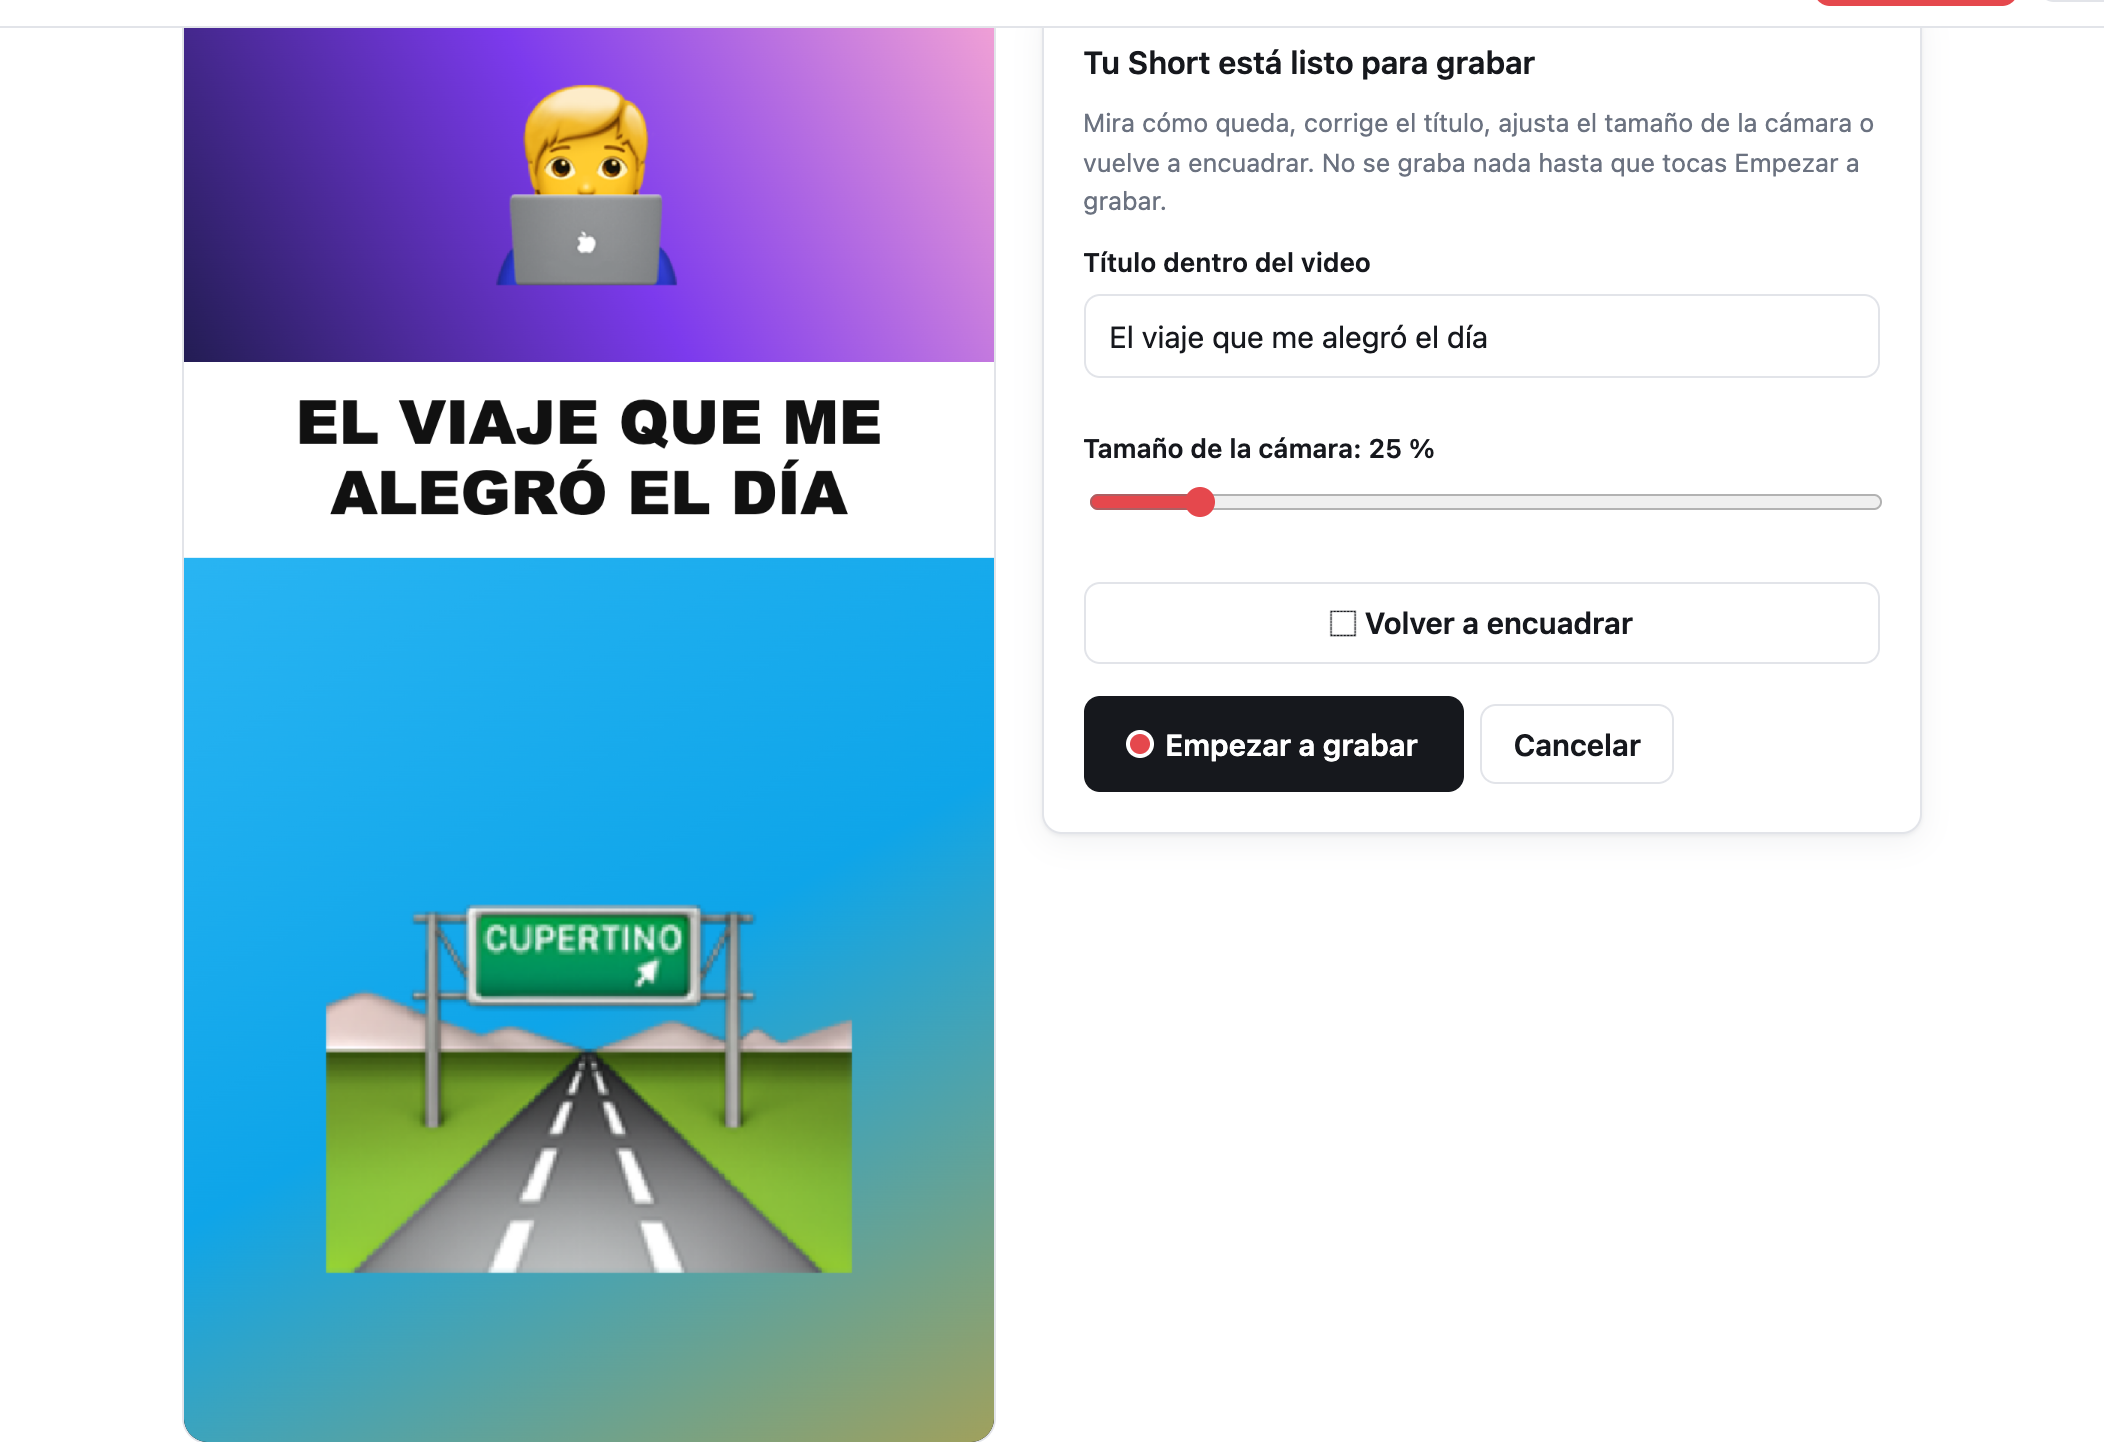 EL VIAJE QUE ME
ALEGRÓ EL DÍA
CUPERTINO
Tu Short está listo para grabar
Mira cómo queda, corrige el título, ajusta el tamaño de la cámara o
vuelve a encuadrar. No se graba nada hasta que tocas Empezar a
grabar.
Título dentro del video
El viaje que me alegró el día
Tamaño de la cámara: 25 %
Volver a encuadrar
Empezar a grabar
Cancelar